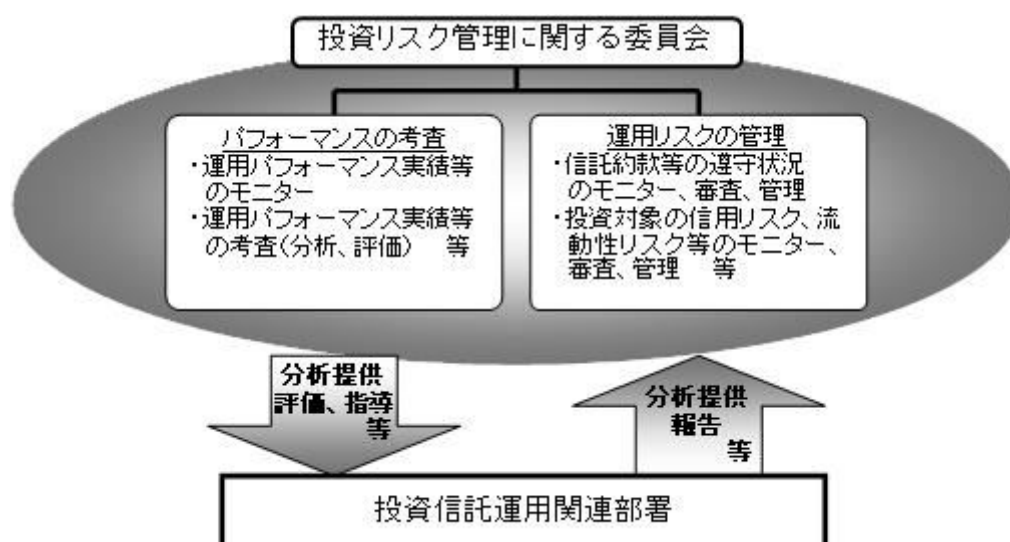 投資リスク管理に関する委員会
パフォーマンスの考査
・運用パフォーマンス実績等
のモニター
・運用パフォーマンス実績等
の考査(分析、評価)　等
運用リスクの管理
・信託約款等の遵守状況
のモニター、審査、管理
・投資対象の信用リスク、流
動性リスク等のモニター、
審査、管理　等
分析提供
評価、指導
等
分析提供
報告
等
投資信託運用関連部署